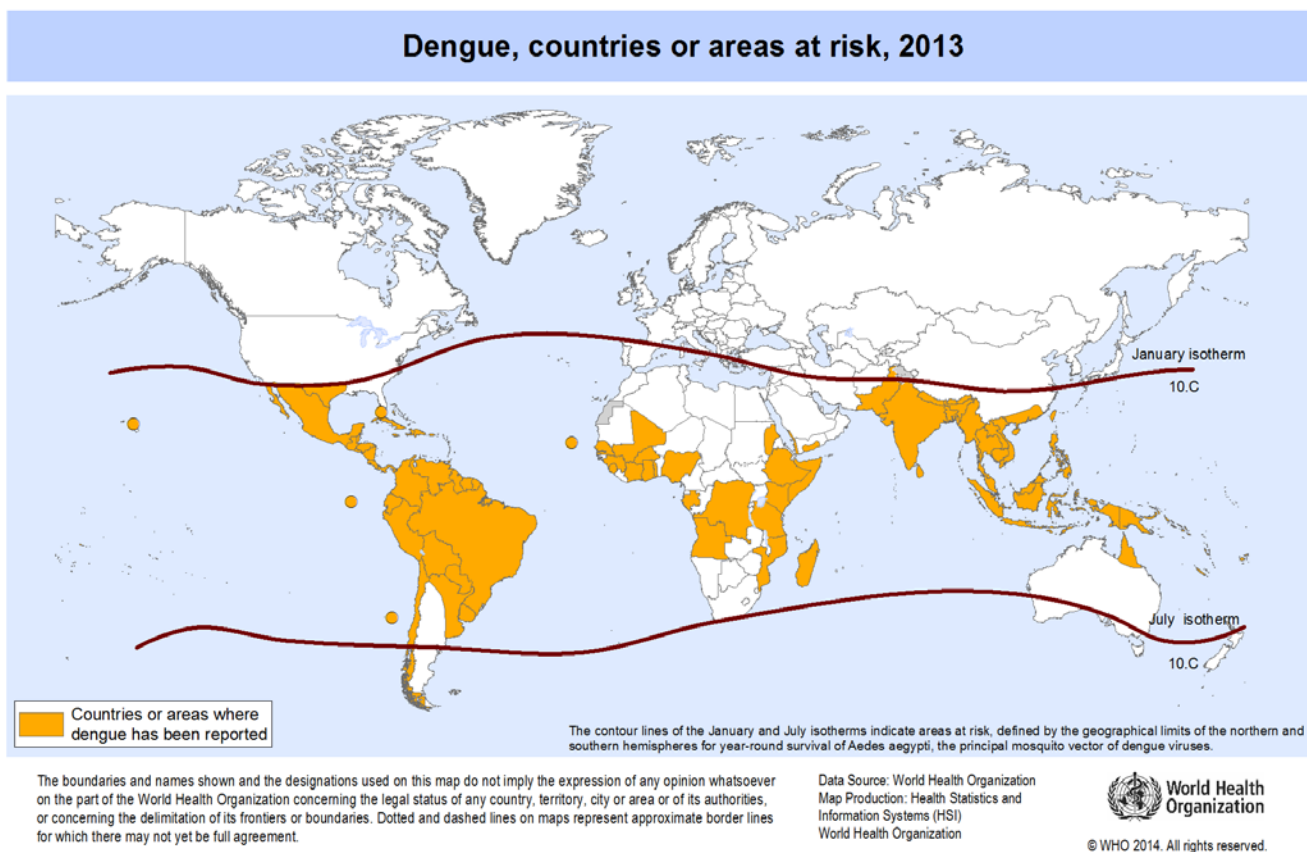 Dengue, countries or areas at risk, 2013
January isotherm
10.C
July isotherm
10.C
Countries or areas where
dengue has been reported
The contour lines of the January and July isotherms indicate areas at risk, defined by the geographical limits of the northern and
southern hemispheres for year-round survival of Aedes aegypti, the principal mosquito vector of dengue viruses.
The boundaries and names shown and the designations used on this map do not imply the expression of any opinion whatsoever
on the part of the World Health Organization concerning the legal status of any country, territory, city or area or of its authorities,
or concerning the delimitation of its frontiers or boundaries. Dotted and dashed lines on maps represent approximate border lines
for which there may not yet be full agreement.
Data Source: World Health Organization
Map Production: Health Statistics and
Information Systems (HSI)
World Health Organization
World Health
Organization
© WHO 2014. All rights reserved.